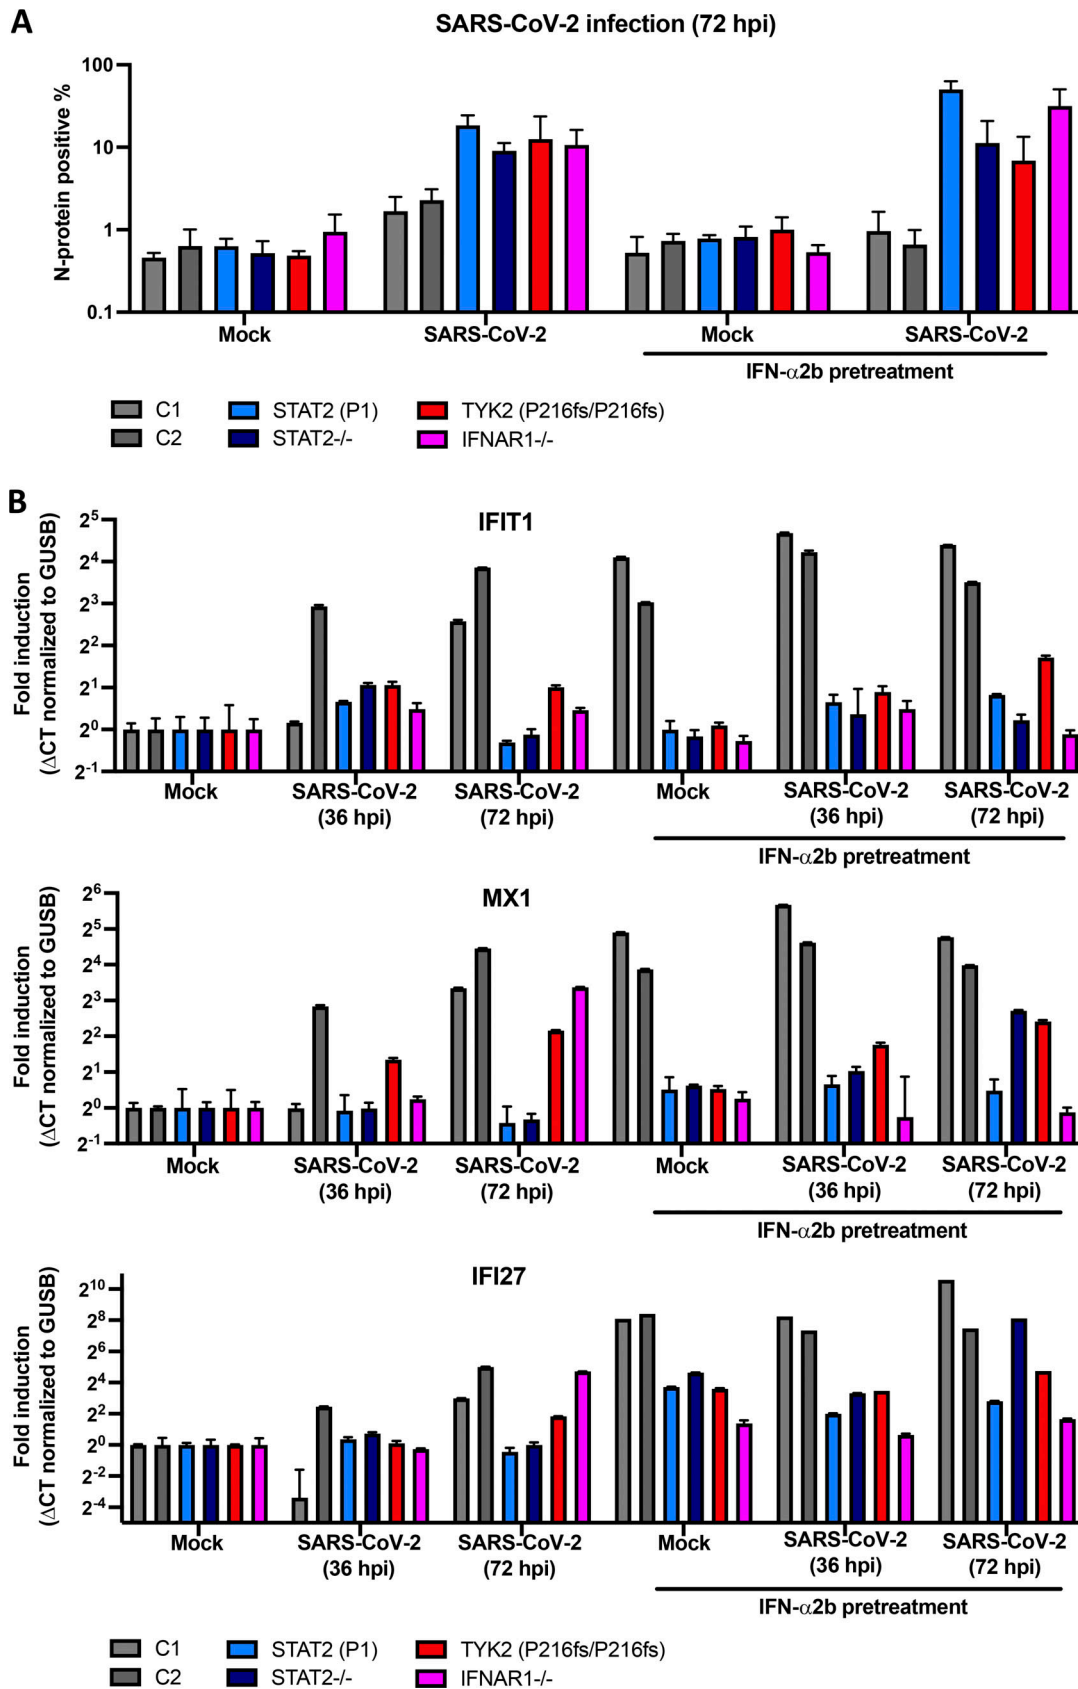 A
SARS-CoV-2 infection (72 hpi)
N-protein positive %
100
10
1
0.1
Mock
SARS-CoV-2
Mock
SARS-CoV-2
IFN-α2b pretreatment
C1
STAT2 (P1)
TYK2 (P216fs/P216fs)
C2
STAT2-/-
IFNAR1-/-
B
IFIT1
Fold induction
(ΔCT normalized to GUSB)
2^5
2^4
2^3
2^2
2^1
2^0
2^-1
Mock
SARS-CoV-2
(36 hpi)
SARS-CoV-2
(72 hpi)
Mock
SARS-CoV-2
(36 hpi)
SARS-CoV-2
(72 hpi)
IFN-α2b pretreatment
MX1
Fold induction
(ΔCT normalized to GUSB)
2^6
2^5
2^4
2^3
2^2
2^1
2^0
2^-1
Mock
SARS-CoV-2
(36 hpi)
SARS-CoV-2
(72 hpi)
Mock
SARS-CoV-2
(36 hpi)
SARS-CoV-2
(72 hpi)
IFN-α2b pretreatment
IFI27
Fold induction
(ΔCT normalized to GUSB)
2^10
2^8
2^6
2^4
2^2
2^0
2^-2
2^-4
Mock
SARS-CoV-2
(36 hpi)
SARS-CoV-2
(72 hpi)
Mock
SARS-CoV-2
(36 hpi)
SARS-CoV-2
(72 hpi)
IFN-α2b pretreatment
C1
STAT2 (P1)
TYK2 (P216fs/P216fs)
C2
STAT2-/-
IFNAR1-/-